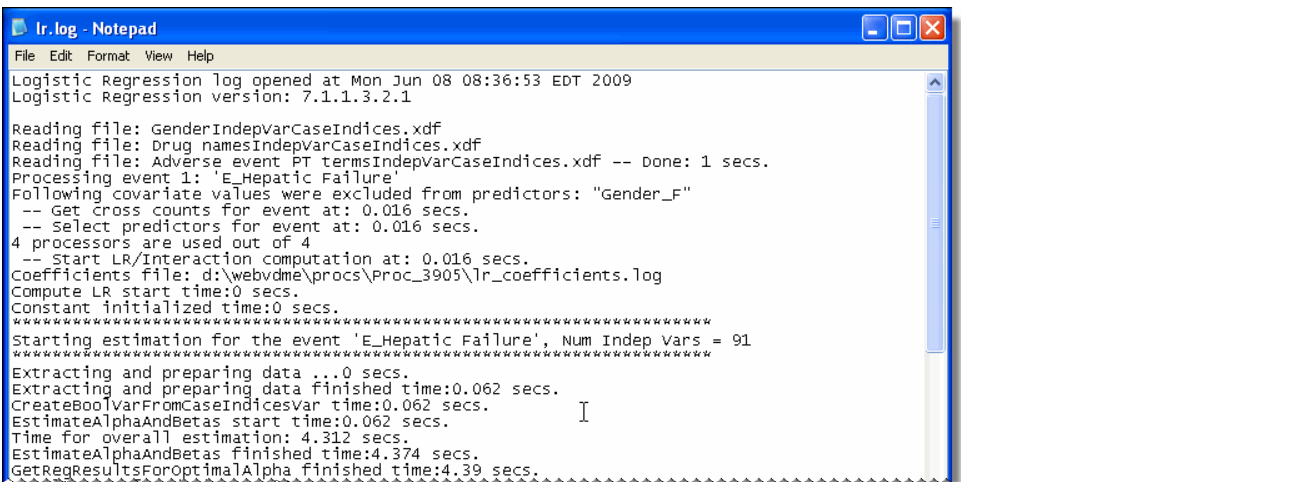 lr.log - Notepad
File Edit Format View Help
Logistic Regression log opened at Mon Jun 08 08:36:53 EDT 2009
Logistic Regression version: 7.1.1.3.2.1
Reading file: GenderIndepVarCaseIndices.xdf
Reading file: Drug namesIndepVarCaseIndices.xdf
Reading file: Adverse event PT termsIndepVarCaseIndices.xdf -- Done: 1 secs.
Processing event 1: 'E_Hepatic Failure'
Following covariate values were excluded from predictors: "Gender_F"
-- Get cross counts for event at: 0.016 secs.
-- Select predictors for event at: 0.016 secs.
4 processors are used out of 4
-- Start LR/Interaction computation at: 0.016 secs.
Coefficients file: d:\webvdme\procs\Proc_3905\lr_coefficients.log
Compute LR start time:0 secs.
Constant initialized time:0 secs.
**********************************************************************
Starting estimation for the event 'E_Hepatic Failure', Num Indep Vars = 91
**********************************************************************
Extracting and preparing data ...0 secs.
Extracting and preparing data finished time:0.062 secs.
CreateBoolVarFromCaseIndicesVar time:0.062 secs.
EstimateAlphaAndBetas start time:0.062 secs.
Time for overall estimation: 4.312 secs.
EstimateAlphaAndBetas finished time:4.374 secs.
GetRegResultsForOptimalAlpha finished time:4.39 secs.